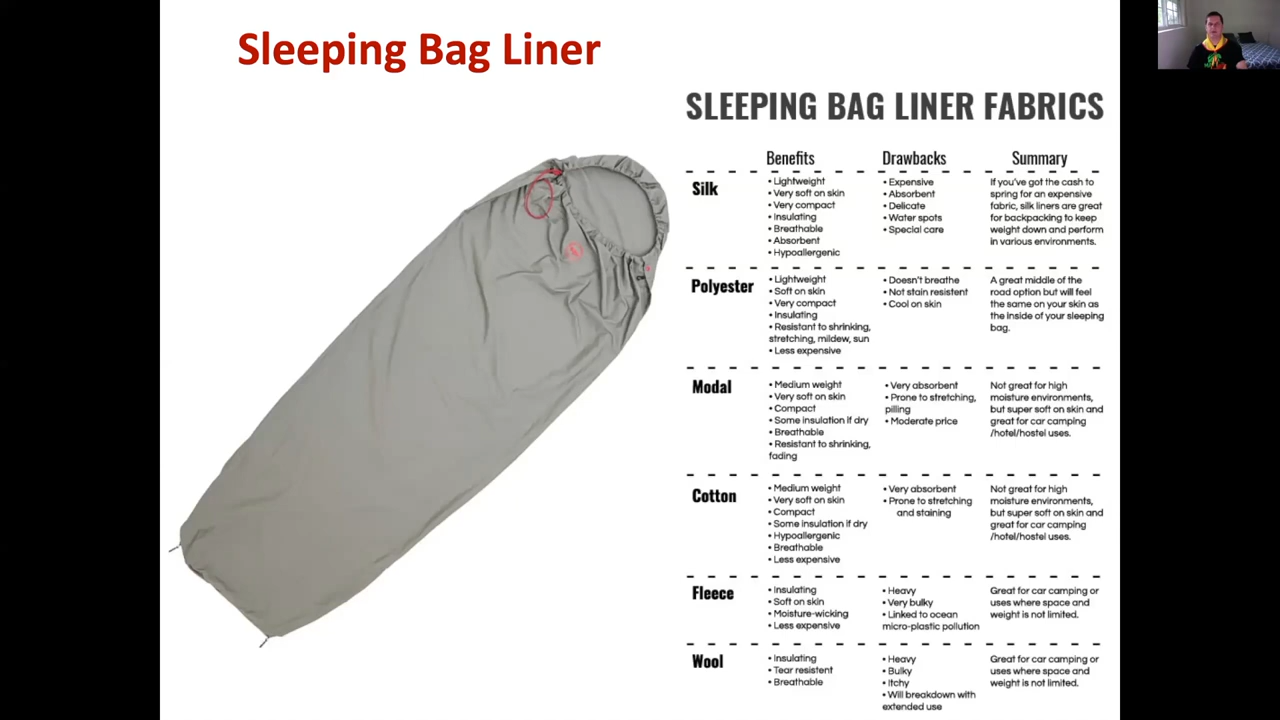 Sleeping Bag Liner
SLEEPING BAG LINER FABRICS
Benefits Drawbacks Summary
Silk
• Lightweight
• Very soft on skin
• Very compact
• Insulating
• Breathable
• Absorbent
• Hypoallergenic
• Expensive
• Absorbent
• Delicate
• Water spots
• Special care
If you've got the cash to
spring for an expensive
fabric, silk liners are great
for backpacking to keep
weight down and perform
in various environments.
Polyester
• Lightweight
• Soft on skin
• Very compact
• Insulating
• Resistant to shrinking,
stretching, mildew, sun
• Less expensive
• Doesn't breathe
• Not stain resistent
• Cool on skin
A great middle of the
road option but will feel
the same on your skin as
the inside of your sleeping
bag.
Modal
• Medium weight
• Very soft on skin
• Compact
• Some insulation if dry
• Breathable
• Resistant to shrinking,
fading
• Very absorbent
• Prone to stretching,
pilling
• Moderate price
Not great for high
moisture environments,
but super soft on skin and
great for car camping
/hotel/hostel uses.
Cotton
• Medium weight
• Very soft on skin
• Compact
• Some insulation if dry
• Hypoallergenic
• Breathable
• Less expensive
• Very absorbent
• Prone to stretching
and staining
Not great for high
moisture environments,
but super soft on skin and
great for car camping
/hotel/hostel uses.
Fleece
• Insulating
• Soft on skin
• Moisture-wicking
• Less expensive
• Heavy
• Very bulky
• Linked to ocean
micro-plastic pollution
Great for car camping or
uses where space and
weight is not limited.
Wool
• Insulating
• Tear resistent
• Breathable
• Heavy
• Bulky
• Itchy
• Will breakdown with
extended use
Great for car camping or
uses where space and
weight is not limited.